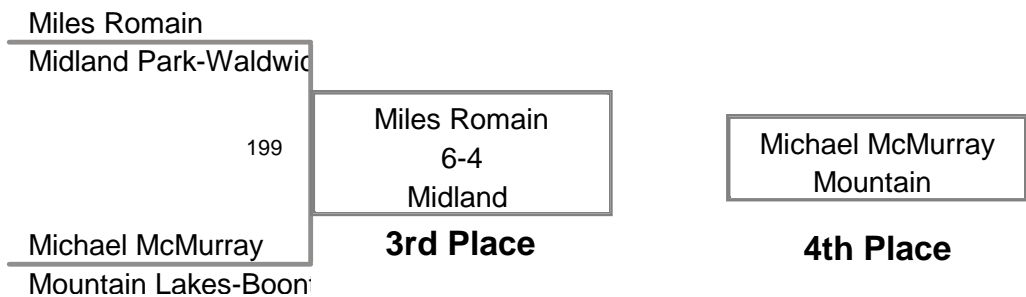 Miles Romain
Midland Park-Waldwic
199
Miles Romain
6-4
Midland
3rd Place
Michael McMurray
Mountain
4th Place
Michael McMurray
Mountain Lakes-Boont